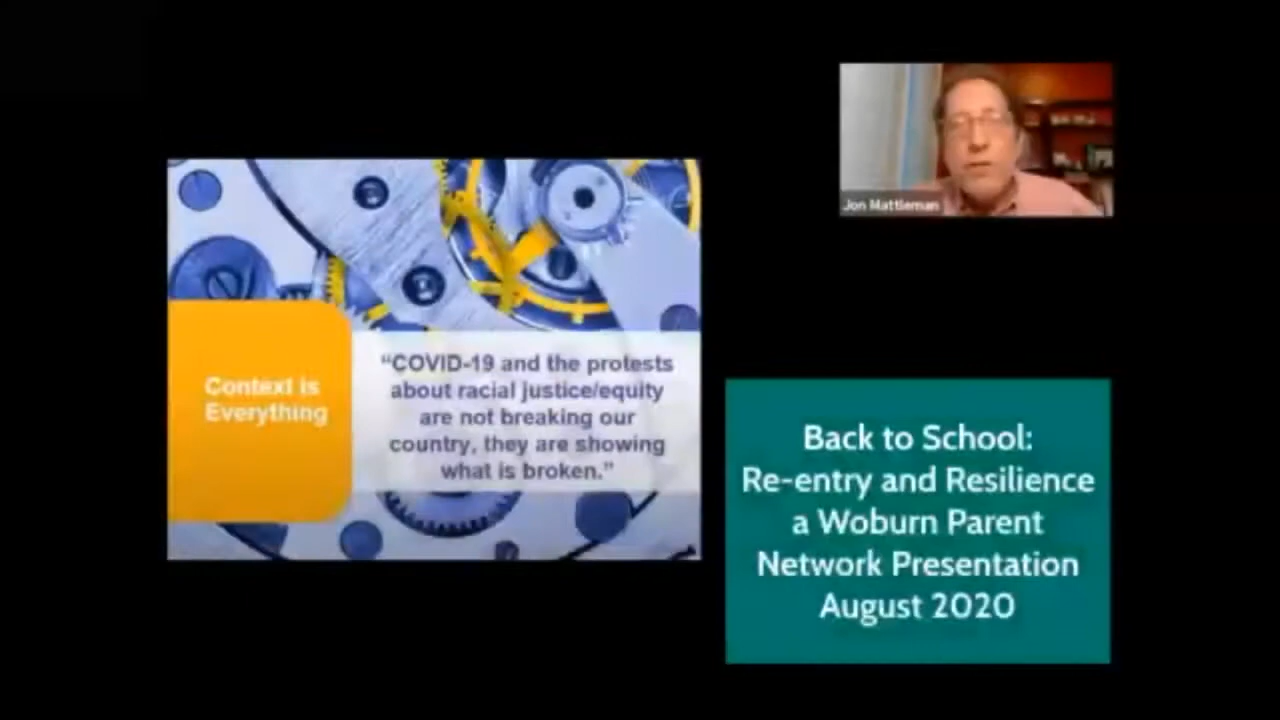 Jon Mattleman
Context is
Everything
“COVID-19 and the protests
about racial justice/equity
are not breaking our
country, they are showing
what is broken.”
Back to School:
Re-entry and Resilience
a Woburn Parent
Network Presentation
August 2020